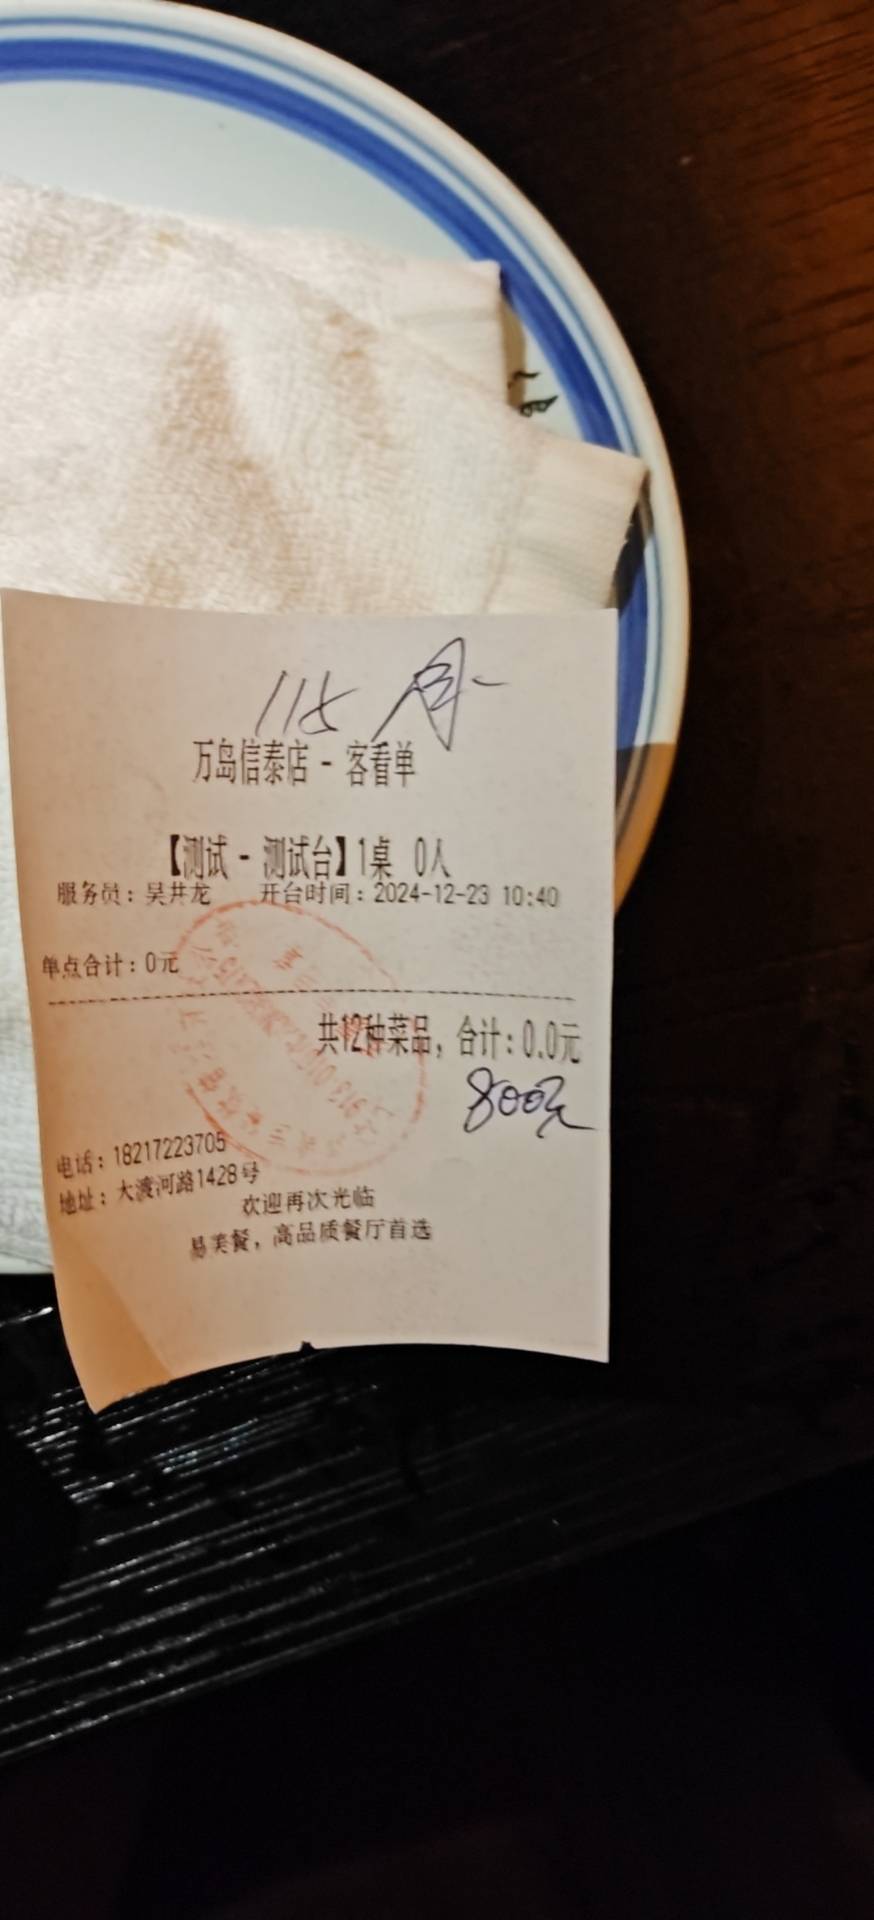 115
万岛信泰店 - 客看单
【测试 - 测试台】1桌 0人
服务员：吴井龙 开台时间：2024-12-23 10:40
单点合计：0元
共12种菜品，合计：0.0元
800元
电话：18217223705
地址：大渡河路1428号
欢迎再次光临
易美餐，高品质餐厅首选